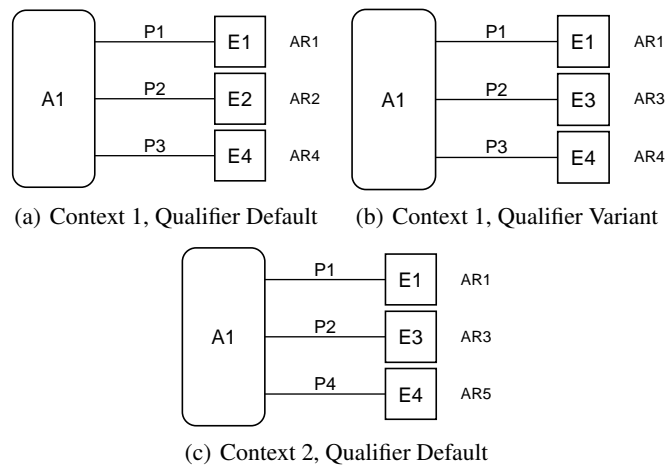 P1 E1 AR1
A1 P2 E2 AR2
P3 E4 AR4
(a) Context 1, Qualifier Default
P1 E1 AR1
A1 P2 E3 AR3
P3 E4 AR4
(b) Context 1, Qualifier Variant
P1 E1 AR1
A1 P2 E3 AR3
P4 E4 AR5
(c) Context 2, Qualifier Default